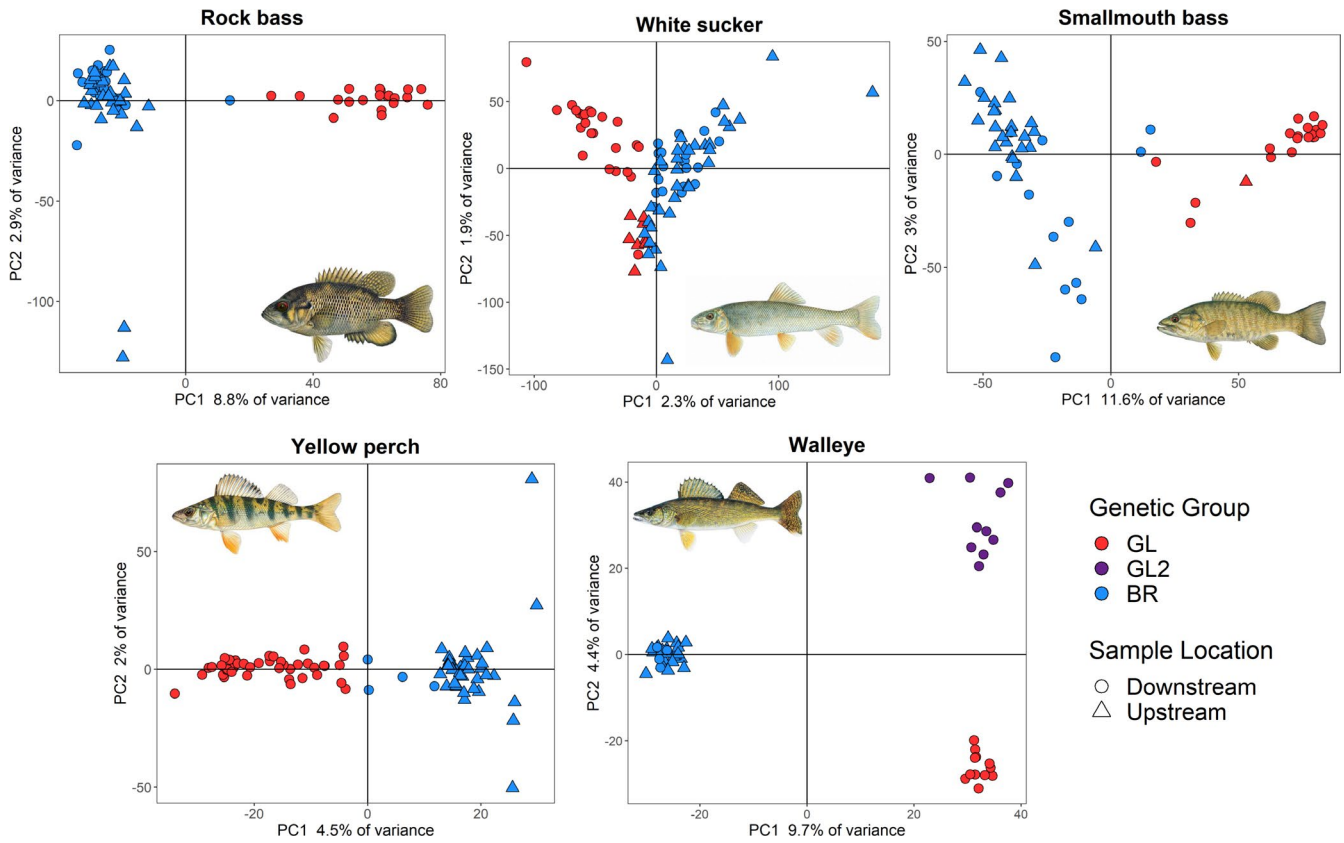 Rock bass
0
-50
-100
PC2 2.9% of variance
0
40
80
PC1 8.8% of variance
White sucker
50
0
-50
-100
-150
PC2 1.9% of variance
-100
0
100
PC1 2.3% of variance
Smallmouth bass
50
0
-50
PC2 3% of variance
-50
0
50
PC1 11.6% of variance
Yellow perch
50
0
-50
PC2 2% of variance
-20
0
20
PC1 4.5% of variance
Walleye
40
20
0
-20
PC2 4.4% of variance
-20
0
20
40
PC1 9.7% of variance
Genetic Group
GL
GL2
BR
Sample Location
Downstream
Upstream